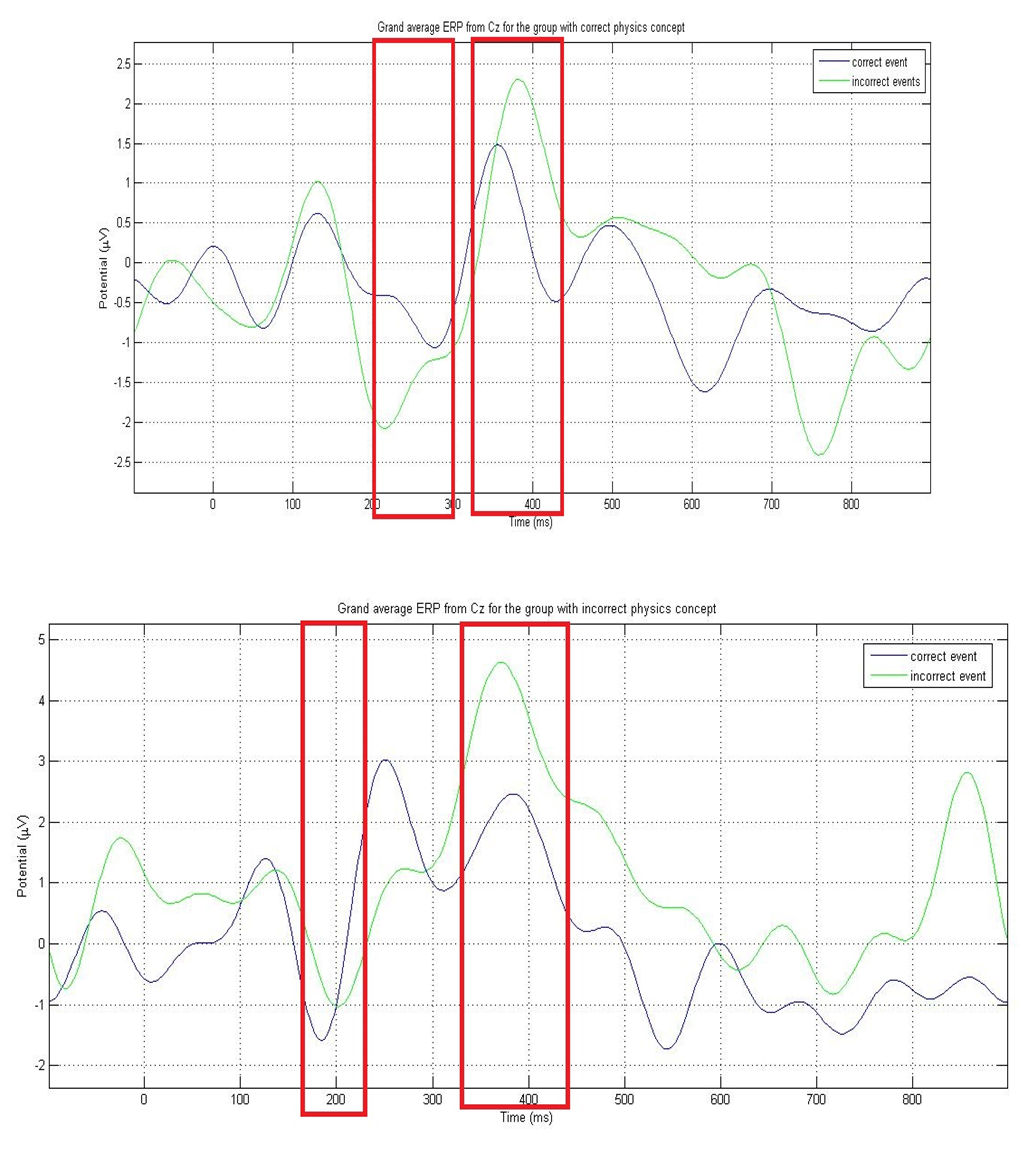 Grand average ERP from Cz for the group with correct physics concept
correct event
incorrect events
2.5
2
1.5
1
0.5
0
-0.5
-1
-1.5
-2
-2.5
Potential (μV)
0 100 200 300 400 500 600 700 800
Time (ms)
Grand average ERP from Cz for the group with incorrect physics concept
correct event
incorrect event
5
4
3
2
1
0
-1
-2
Potential (μV)
0 100 200 300 400 500 600 700 800
Time (ms)